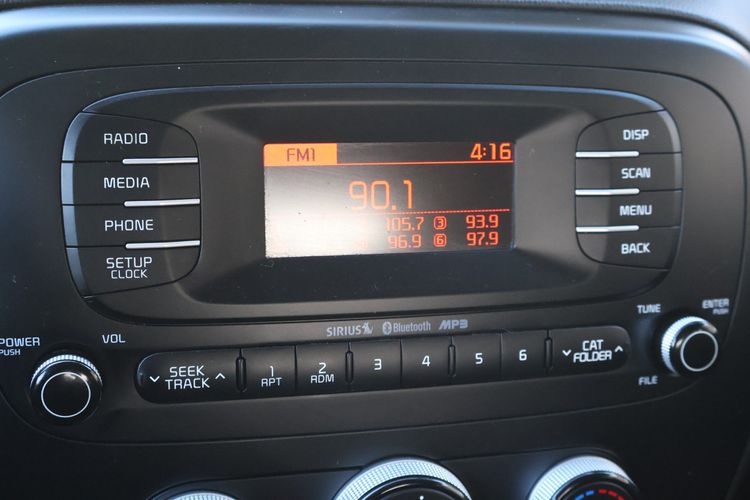 RADIO
MEDIA
PHONE
SETUP
CLOCK
FM1 4:16
90.1
105.7 3 93.9
96.9 6 97.9
DISP
SCAN
MENU
BACK
SIRIUS Bluetooth MP3
POWER
PUSH
VOL
SEEK
TRACK
1
RPT
2
RDM
3
4
5
6
CAT
FOLDER
TUNE
FILE
ENTER
PUSH